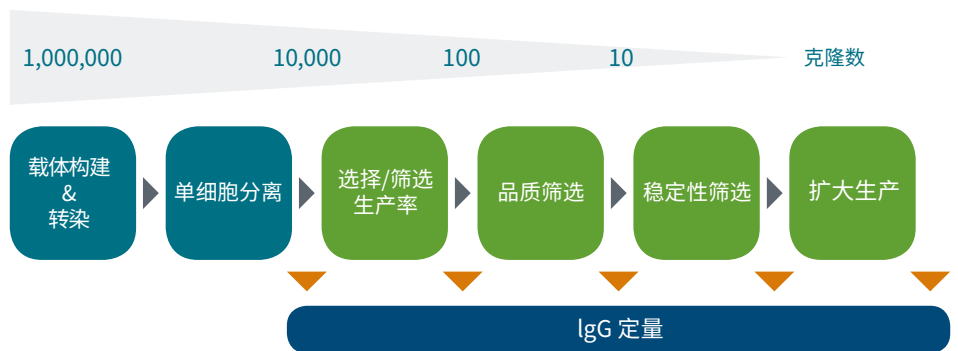 1,000,000 10,000 100 10 克隆数
载体构建
&
转染
单细胞分离
选择/筛选
生产率
品质筛选
稳定性筛选
扩大生产
lgG 定量